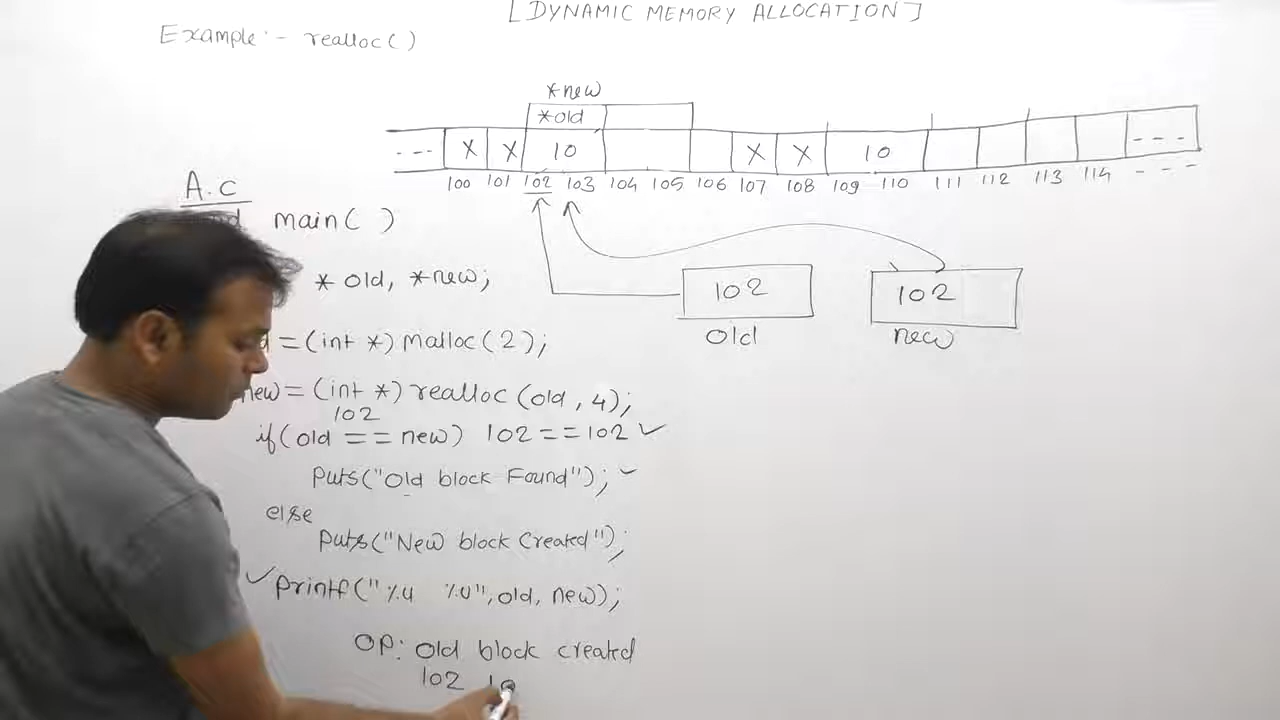 [DYNAMIC MEMORY ALLOCATION]
Example:- realloc()
*new
*old
--- X X 10 X X 10 ---
100 101 102 103 104 105 106 107 108 109 110 111 112 113 114 - - -
A.c
main( )
* old, *new;
102
102
old
new
=(int *) malloc(2);
new = (int *) realloc (old, 4);
102
if(old == new) 102 == 102 ✓
puts("Old block Found"); ✓
else
puts("New block Created");
✓ printf("%u %u", old, new);
OP: old block created
102